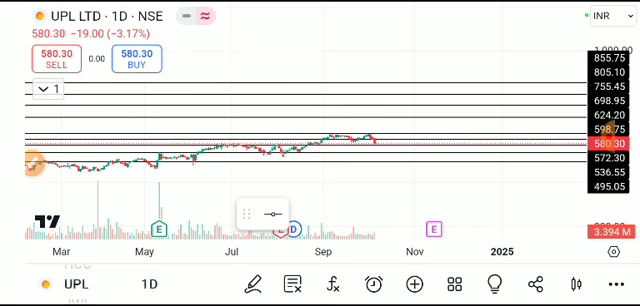 UPL LTD · 1D · NSE
INR
580.30 −19.00 (−3.17%)
580.30
SELL
0.00
580.30
BUY
1
855.75
805.10
755.45
698.95
624.20
598.75
580.30
572.30
536.55
495.05
3.394 M
E
E
D
E
Mar May Jul Sep Nov 2025
UPL 1D